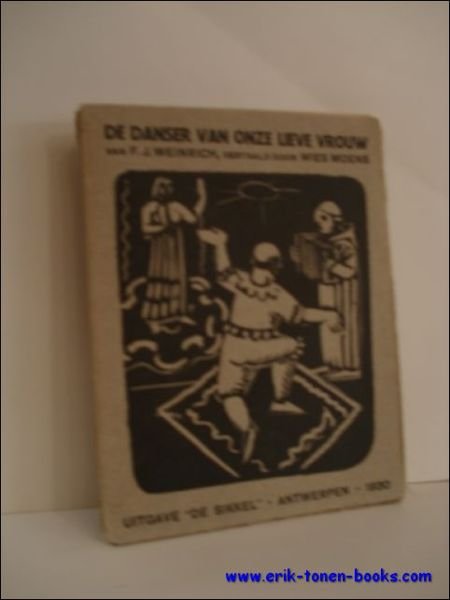 DE DANSER VAN ONZE LIEVE VROUW
VAN F. J. WEINRICH, VERTAALD DOOR WIES MOENS
UITGAVE "DE SIKKEL" - ANTWERPEN - 1930
www.erik-tonen-books.com